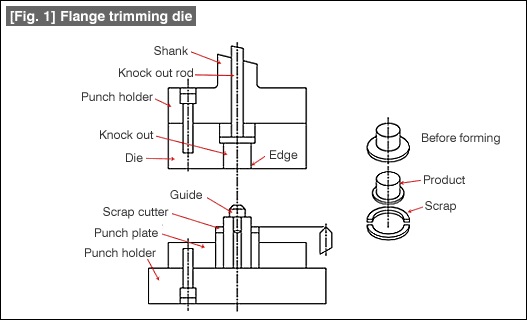 [Fig. 1] Flange trimming die
Shank
Knock out rod
Punch holder
Knock out
Die
Edge
Before forming
Product
Scrap
Guide
Scrap cutter
Punch plate
Punch holder